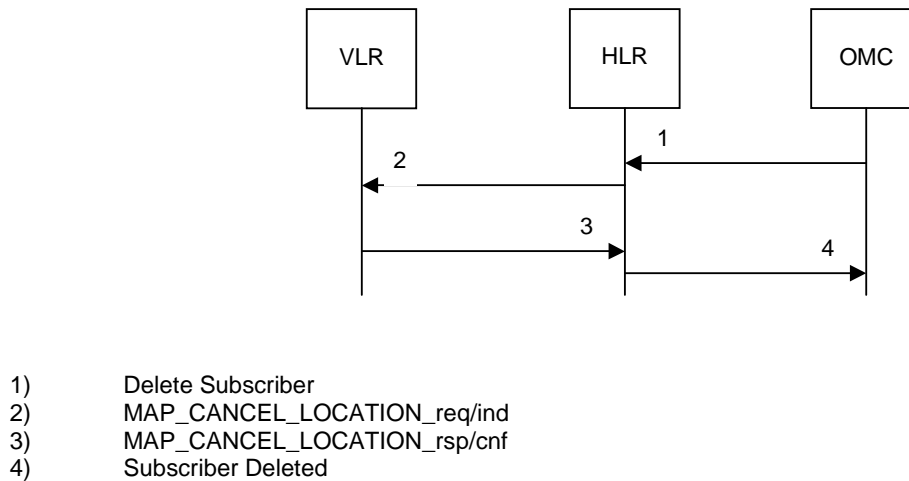 VLR HLR OMC
1
2
3
4
1) Delete Subscriber
2) MAP_CANCEL_LOCATION_req/ind
3) MAP_CANCEL_LOCATION_rsp/cnf
4) Subscriber Deleted